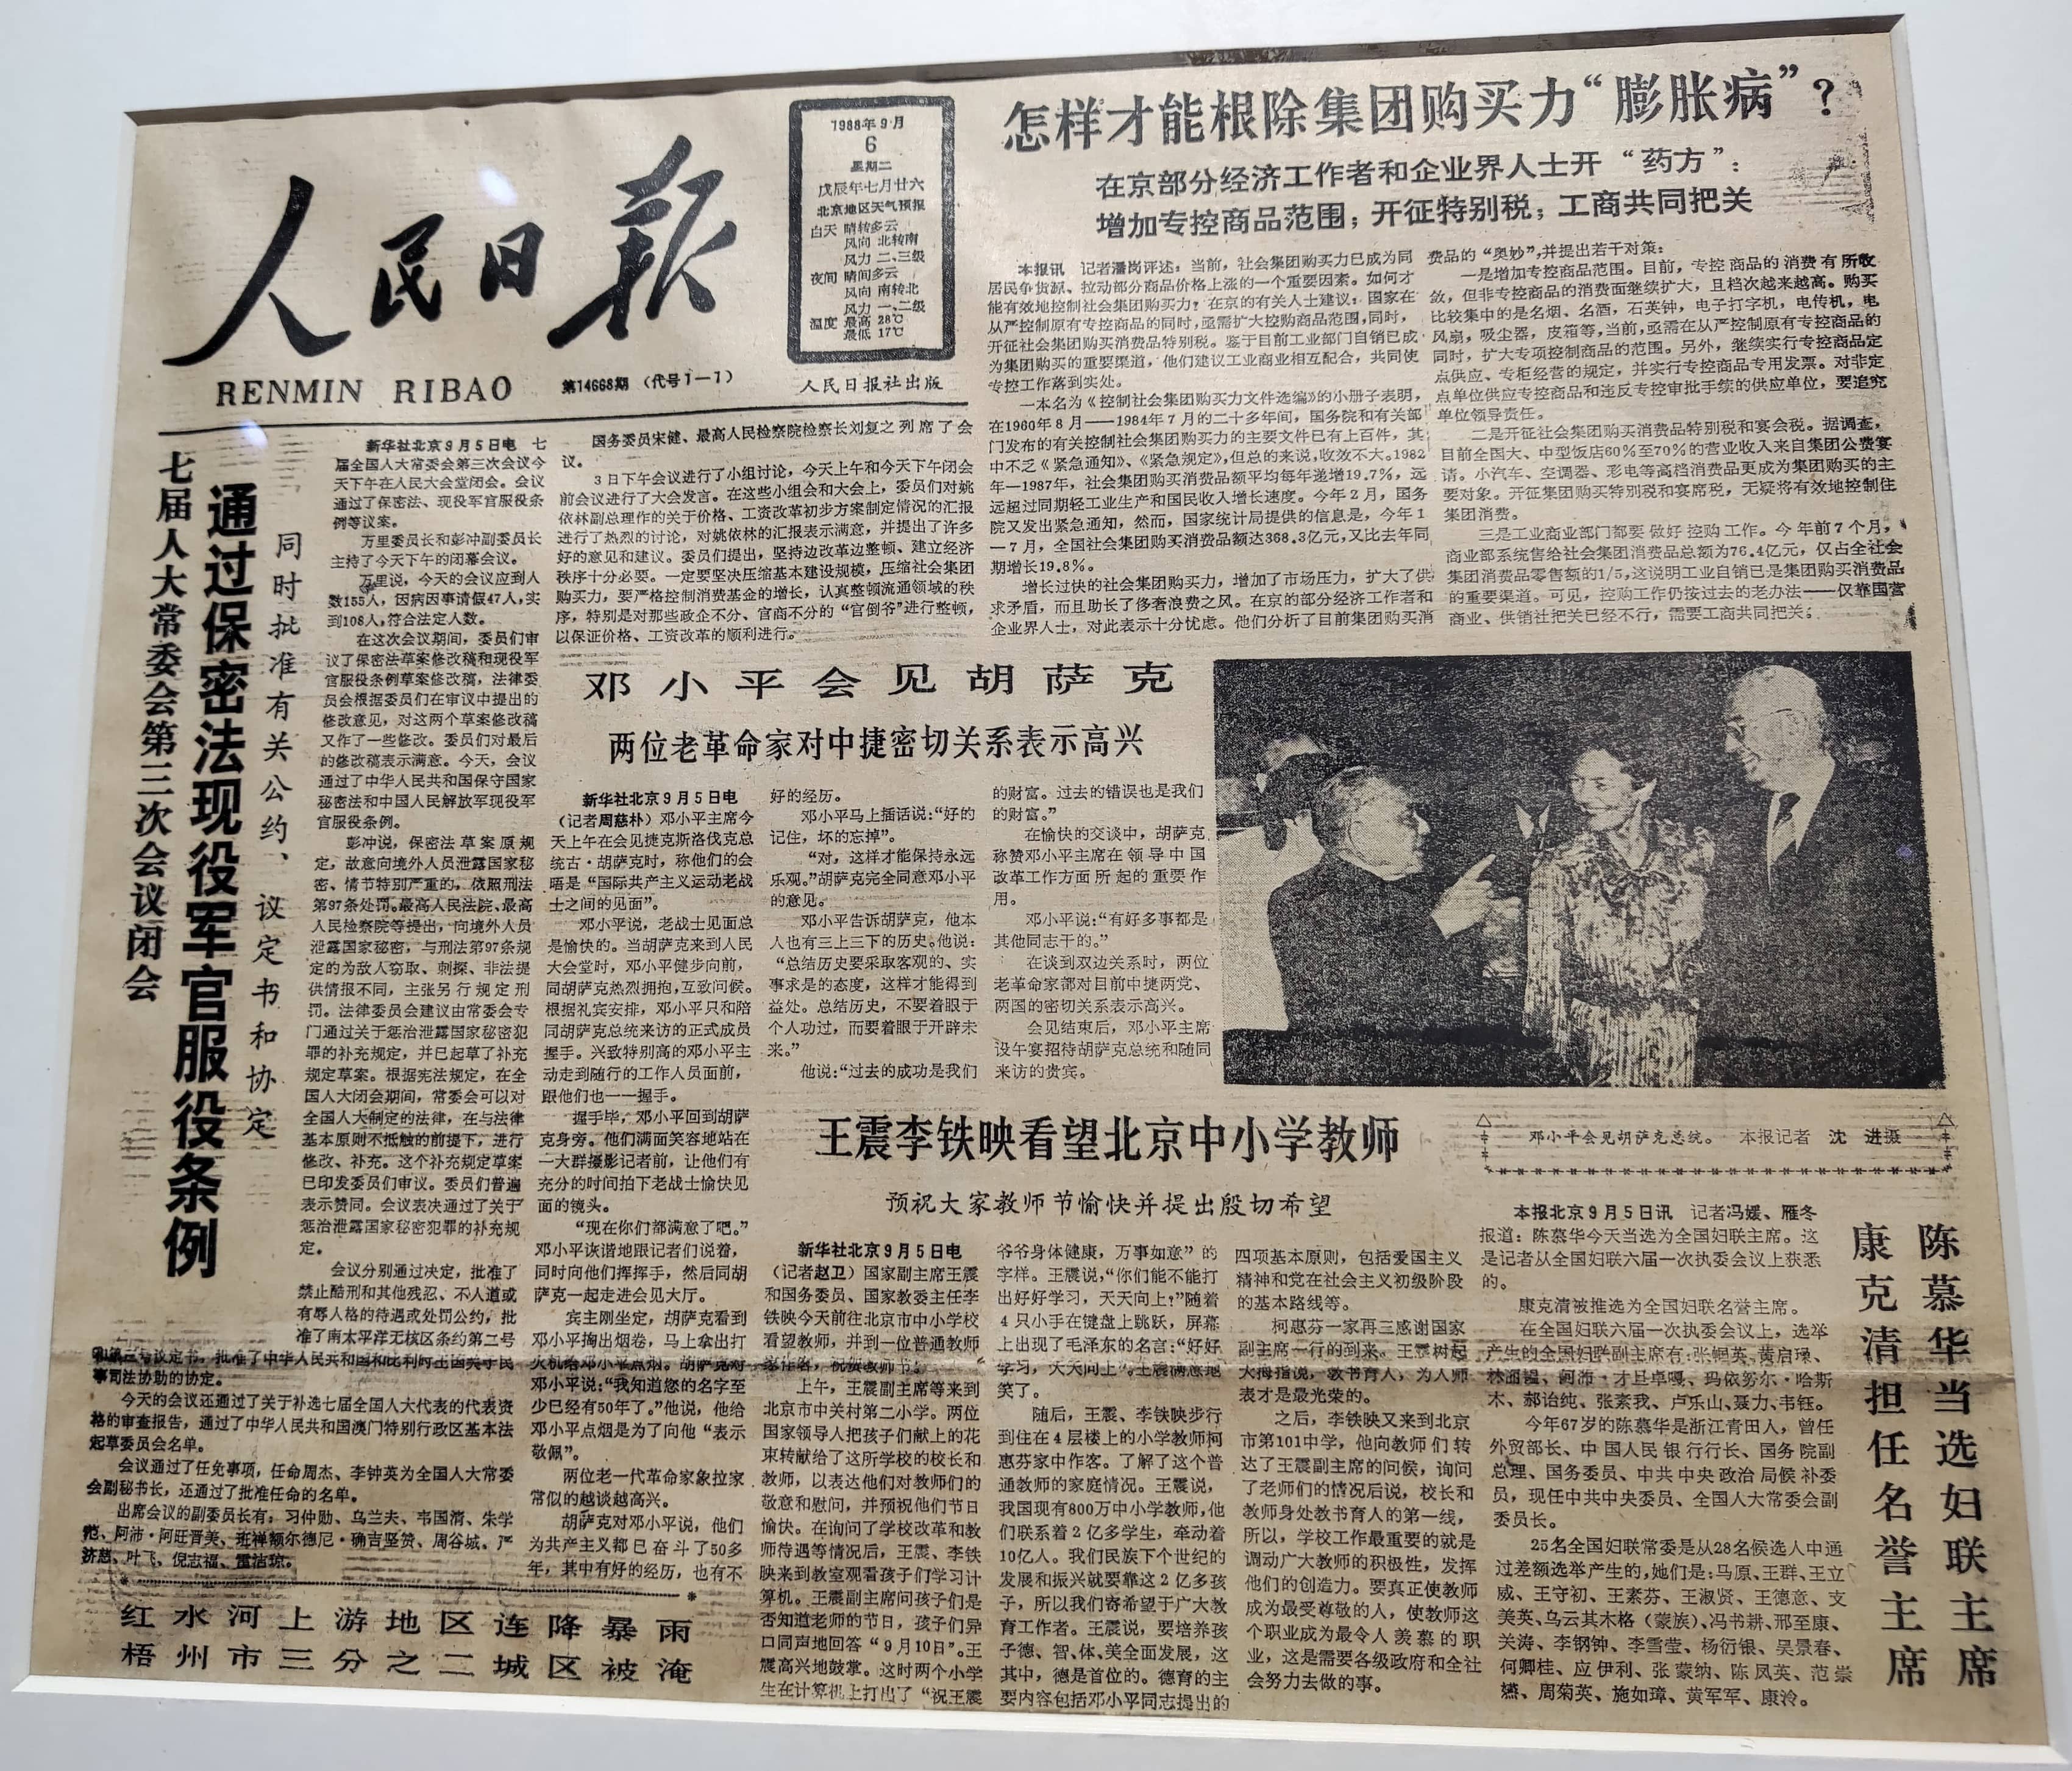 人民日报
RENMIN RIBAO
第14668期 （代号1—1）
1988年9月
6
星期二
戊辰年七月廿六
北京地区天气预报
白天 晴转多云
风向 北转南
风力 二、三级
夜间 晴间多云
风向 南转北
风力 一、二级
温度 最高 28℃
最低 17℃
人民日报社出版
怎样才能根除集团购买力“膨胀病”？
在京部分经济工作者和企业界人士开“药方”：
增加专控商品范围；开征特别税；工商共同把关
本报讯 记者潘岗评述：当前，社会集团购买力已成为同
居民争货源、拉动部分商品价格上涨的一个重要因素。如何才
能有效地控制社会集团购买力？在京的有关人士建议：国家在
从严控制原有专控商品的同时，亟需扩大控购商品范围，同时，
开征社会集团购买消费品特别税。鉴于目前工业部门自销已成
为集团购买的重要渠道，他们建议工业商业相互配合，共同使
专控工作落到实处。
一本名为《控制社会集团购买力文件选编》的小册子表明，
在1960年8月——1984年7月的二十多年间，国务院和有关部
门发布的有关控制社会集团购买力的主要文件已有上百件，其
中不乏《紧急通知》、《紧急规定》，但总的来说，收效不大。1982
年—1987年，社会集团购买消费品额平均每年递增19.7%，远
远超过同期轻工业生产和国民收入增长速度。今年2月，国务
院又发出紧急通知，然而，国家统计局提供的信息是，今年1
—7月，全国社会集团购买消费品额达368.3亿元，又比去年同
期增长19.8%。
增长过快的社会集团购买力，增加了市场压力，扩大了供
求矛盾，而且助长了侈奢浪费之风。在京的部分经济工作者和
企业界人士，对此表示十分忧虑。他们分析了目前集团购买消
费品的“奥妙”，并提出若干对策：
一是增加专控商品范围。目前，专控商品的消费有所收
敛，但非专控商品的消费面继续扩大，且档次越来越高。购买
比较集中的是名烟、名酒，石英钟，电子打字机，电传机，电
风扇，吸尘器，皮箱等，当前，亟需在从严控制原有专控商品的
同时，扩大专项控制商品的范围。另外，继续实行专控商品定
点供应、专柜经营的规定，并实行专控商品专用发票。对非定
点单位供应专控商品和违反专控审批手续的供应单位，要追究
单位领导责任。
二是开征社会集团购买消费品特别税和宴会税。据调查，
目前全国大、中型饭店60%至70%的营业收入来自集团公费宴
请。小汽车、空调器、彩电等高档消费品更成为集团购买的主
要对象。开征集团购买特别税和宴席税，无疑将有效地控制住
集团消费。
三是工业商业部门都要做好控购工作。今年前7个月，
商业部系统售给社会集团消费品总额为76.4亿元，仅占全社会
集团消费品零售额的1/5，这说明工业自销已是集团购买消费品
的重要渠道。可见，控购工作仍按过去的老办法——仅靠国营
商业、供销社把关已经不行，需要工商共同把关。
七届人大常委会第三次会议闭会
通过保密法现役军官服役条例
同时批准有关公约、议定书和协定
新华社北京9月5日电 七
届全国人大常委会第三次会议今
天下午在人民大会堂闭会。会议
通过了保密法、现役军官服役条
例等议案。
万里委员长和彭冲副委员长
主持了今天下午的闭幕会议。
万里说，今天的会议应到人
数155人，因病因事请假47人，实
到108人，符合法定人数。
在这次会议期间，委员们审
议了保密法草案修改稿和现役军
官服役条例草案修改稿，法律委
员会根据委员们在审议中提出的
修改意见，对这两个草案修改稿
又作了一些修改。委员们对最后
的修改稿表示满意。今天，会议
通过了中华人民共和国保守国家
秘密法和中国人民解放军现役军
官服役条例。
彭冲说，保密法草案原规
定，故意向境外人员泄露国家秘
密、情节特别严重的，依照刑法
第97条处罚。最高人民法院、最高
人民检察院等提出，向境外人员
泄露国家秘密，与刑法第97条规
定的为敌人窃取、刺探、非法提
供情报不同，主张另行规定刑
罚。法律委员会建议由常委会专
门通过关于惩治泄露国家秘密犯
罪的补充规定，并已起草了补充
规定草案。根据宪法规定，在全
国人大闭会期间，常委会可以对
全国人大制定的法律，在与法律
基本原则不抵触的前提下，进行
修改、补充。这个补充规定草案
已印发委员们审议。委员们普遍
表示赞同。会议表决通过了关于
惩治泄露国家秘密犯罪的补充规
定。
会议分别通过决定，批准了
禁止酷刑和其他残忍、不人道或
有辱人格的待遇或处罚公约，批
准了南太平洋无核区条约第二号
和第三号议定书，批准了中华人民共和国和比利时王国关于民
事司法协助的协定。
今天的会议还通过了关于补选七届全国人大代表的代表资
格的审查报告，通过了中华人民共和国澳门特别行政区基本法
起草委员会名单。
会议通过了任免事项，任命周杰、李钟英为全国人大常委
会副秘书长，还通过了批准任命的名单。
出席会议的副委员长有：习仲勋、乌兰夫、韦国清、朱学
范、阿沛·阿旺晋美、班禅额尔德尼·确吉坚赞、周谷城、严
济慈、叶飞、倪志福、雷洁琼。
国务委员宋健、最高人民检察院检察长刘复之列席了会
议。
3日下午会议进行了小组讨论，今天上午和今天下午闭会
前会议进行了大会发言。在这些小组会和大会上，委员们对姚
依林副总理作的关于价格、工资改革初步方案制定情况的汇报
进行了热烈的讨论，对姚依林的汇报表示满意，并提出了许多
好的意见和建议。委员们提出，坚持边改革边整顿、建立经济
秩序十分必要。一定要坚决压缩基本建设规模，压缩社会集团
购买力，要严格控制消费基金的增长，认真整顿流通领域的秩
序，特别是对那些政企不分、官商不分的“官倒爷”进行整顿，
以保证价格、工资改革的顺利进行。
邓小平会见胡萨克
两位老革命家对中捷密切关系表示高兴
新华社北京9月5日电
（记者周慈朴）邓小平主席今
天上午在会见捷克斯洛伐克总
统古·胡萨克时，称他们的会
晤是“国际共产主义运动老战
士之间的见面”。
邓小平说，老战士见面总
是愉快的。当胡萨克来到人民
大会堂时，邓小平健步向前，
同胡萨克热烈拥抱，互致问候。
根据礼宾安排，邓小平只和陪
同胡萨克总统来访的正式成员
握手。兴致特别高的邓小平主
动走到随行的工作人员面前，
跟他们也一一握手。
握手毕，邓小平回到胡萨
克身旁。他们满面笑容地站在
一大群摄影记者前，让他们有
充分的时间拍下老战士愉快见
面的镜头。
“现在你们都满意了吧。”
邓小平诙谐地跟记者们说着，
同时向他们挥挥手，然后同胡
萨克一起走进会见大厅。
宾主刚坐定，胡萨克看到
邓小平掏出烟卷，马上拿出打
火机给邓小平点烟。胡萨克对
邓小平说：“我知道您的名字至
少已经有50年了。”他说，他给
邓小平点烟是为了向他“表示
敬佩”。
两位老一代革命家象拉家
常似的越谈越高兴。
胡萨克对邓小平说，他们
为共产主义都已奋斗了50多
年，其中有好的经历，也有不
好的经历。
邓小平马上插话说：“好的
记住，坏的忘掉”。
“对，这样才能保持永远
乐观。”胡萨克完全同意邓小平
的意见。
邓小平告诉胡萨克，他本
人也有三上三下的历史。他说：
“总结历史要采取客观的、实
事求是的态度，这样才能得到
益处。总结历史，不要着眼于
个人功过，而要着眼于开辟未
来。”
他说：“过去的成功是我们
的财富。过去的错误也是我们
的财富。”
在愉快的交谈中，胡萨克
称赞邓小平主席在领导中国
改革工作方面所起的重要作
用。
邓小平说：“有好多事都是
其他同志干的。”
在谈到双边关系时，两位
老革命家都对目前中捷两党、
两国的密切关系表示高兴。
会见结束后，邓小平主席
设午宴招待胡萨克总统和随同
来访的贵宾。
邓小平会见胡萨克总统。 本报记者 沈 进摄
王震李铁映看望北京中小学教师
预祝大家教师节愉快并提出殷切希望
新华社北京9月5日电
（记者赵卫）国家副主席王震
和国务委员、国家教委主任李
铁映今天前往北京市中小学校
看望教师，并到一位普通教师
家作客，祝贺教师节。
上午，王震副主席等来到
北京市中关村第二小学。两位
国家领导人把孩子们献上的花
束转献给了这所学校的校长和
教师，以表达他们对教师们的
敬意和慰问，并预祝他们节日
愉快。在询问了学校改革和教
师待遇等情况后，王震、李铁
映来到教室观看孩子们学习计
算机。王震副主席问孩子们是
否知道老师的节日，孩子们异
口同声地回答“9月10日”。王
震高兴地鼓掌。这时两个小学
生在计算机上打出了“祝王震
爷爷身体健康，万事如意”的
字样。王震说，“你们能不能打
出好好学习，天天向上？”随着
4只小手在键盘上跳跃，屏幕
上出现了毛泽东的名言：“好好
学习，天天向上”。王震满意地
笑了。
随后，王震、李铁映步行
到住在4层楼上的小学教师柯
惠芬家中作客。了解了这个普
通教师的家庭情况。王震说，
我国现有800万中小学教师，他
们联系着2亿多学生，牵动着
10亿人。我们民族下个世纪的
发展和振兴就要靠这2亿多孩
子，所以我们寄希望于广大教
育工作者。王震说，要培养孩
子德、智、体、美全面发展，这
其中，德是首位的。德育的主
要内容包括邓小平同志提出的
四项基本原则，包括爱国主义
精神和党在社会主义初级阶段
的基本路线等。
柯惠芬一家再三感谢国家
副主席一行的到来。王震树起
大拇指说，教书育人，为人师
表才是最光荣的。
之后，李铁映又来到北京
市第101中学，他向教师们转
达了王震副主席的问候，询问
了老师们的情况后说，校长和
教师身处教书育人的第一线，
所以，学校工作最重要的就是
调动广大教师的积极性，发挥
他们的创造力。要真正使教师
成为最受尊敬的人，使教师这
个职业成为最令人羡慕的职
业，这是需要各级政府和全社
会努力去做的事。
陈慕华当选妇联主席
康克清担任名誉主席
本报北京9月5日讯 记者冯媛、雁冬
报道：陈慕华今天当选为全国妇联主席。这
是记者从全国妇联六届一次执委会议上获悉
的。
康克清被推选为全国妇联名誉主席。
在全国妇联六届一次执委会议上，选举
产生的全国妇联副主席有：张帼英、黄启璪、
林丽韫、阿沛·才旦卓嘎、玛依努尔·哈斯
木、郝诒纯、张素我、卢乐山、聂力、韦钰。
今年67岁的陈慕华是浙江青田人，曾任
外贸部长、中国人民银行行长、国务院副
总理、国务委员、中共中央政治局候补委
员，现任中共中央委员、全国人大常委会副
委员长。
25名全国妇联常委是从28名候选人中通
过差额选举产生的，她们是：马原、王群、王立
威、王守初、王素芬、王淑贤、王德意、文
美英、乌云其木格（蒙族）、冯书耕、邢至康、
关涛、李钢钟、李雪莹、杨衍银、吴景春、
何卿桂、应伊利、张蒙纳、陈凤英、范崇
嬿、周菊英、施如璋、黄军军、康泠。
红水河上游地区连降暴雨
梧州市三分之二城区被淹